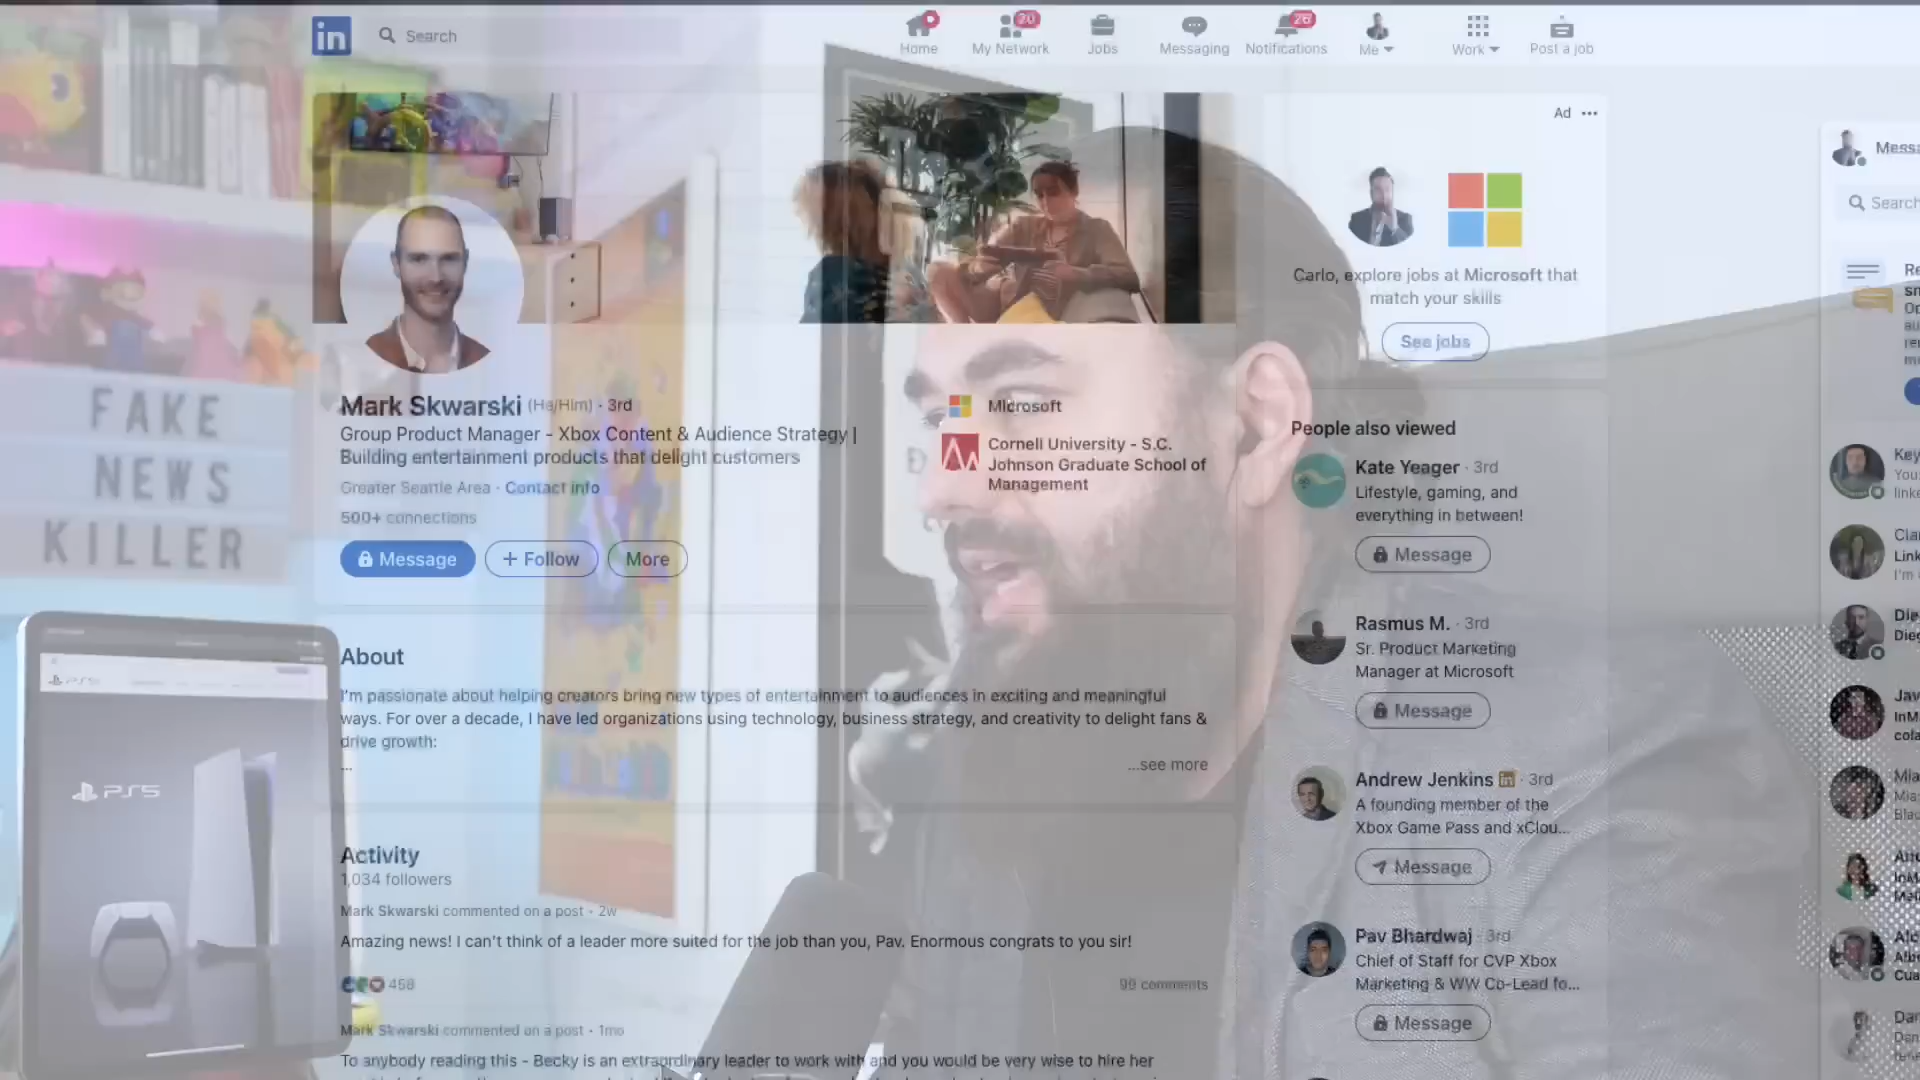 in
Search
Home
20
My Network
Jobs
Messaging
26
Notifications
Me
Work
Post a job
Ad
Carlo, explore jobs at Microsoft that
match your skills
See jobs
FAKE
NEWS
KILLER
PS5
Mark Skwarski (He/Him) · 3rd
Group Product Manager - Xbox Content & Audience Strategy |
Building entertainment products that delight customers
Greater Seattle Area · Contact info
500+ connections
Message
+ Follow
More
Microsoft
Cornell University - S.C.
Johnson Graduate School of
Management
About
I'm passionate about helping creators bring new types of entertainment to audiences in exciting and meaningful
ways. For over a decade, I have led organizations using technology, business strategy, and creativity to delight fans &
drive growth:
...
...see more
Activity
1,034 followers
Mark Skwarski commented on a post • 2w
Amazing news! I can't think of a leader more suited for the job than you, Pav. Enormous congrats to you sir!
458
99 comments
Mark Skwarski commented on a post • 1mo
To anybody reading this - Becky is an extraordinary leader to work with and you would be very wise to hire her
People also viewed
Kate Yeager · 3rd
Lifestyle, gaming, and
everything in between!
Message
Rasmus M. · 3rd
Sr. Product Marketing
Manager at Microsoft
Message
Andrew Jenkins in · 3rd
A founding member of the
Xbox Game Pass and xClou...
Message
Pav Bhardwaj · 3rd
Chief of Staff for CVP Xbox
Marketing & WW Co-Lead fo...
Message
Search
PS5